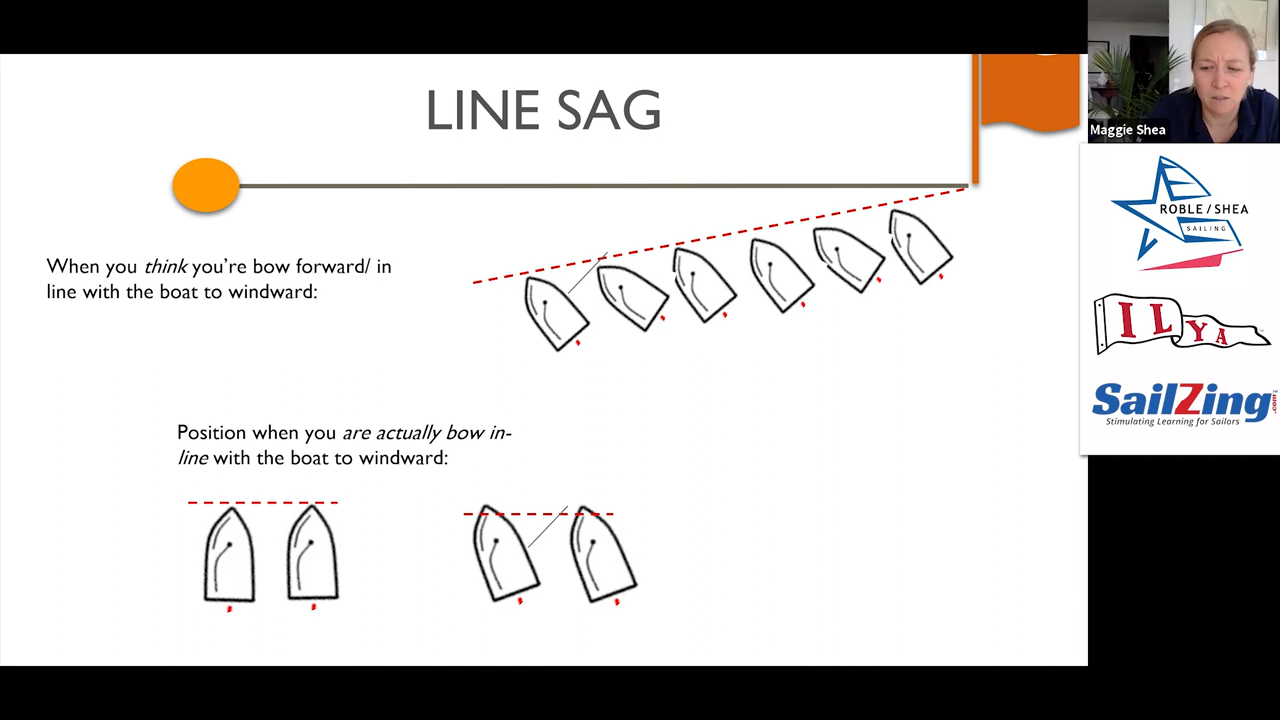 LINE SAG
When you think you're bow forward/ in
line with the boat to windward:
Position when you are actually bow in-
line with the boat to windward:
Maggie Shea
ROBLE / SHEA
SAILING
ILYA
SailZing.com
Stimulating Learning for Sailors